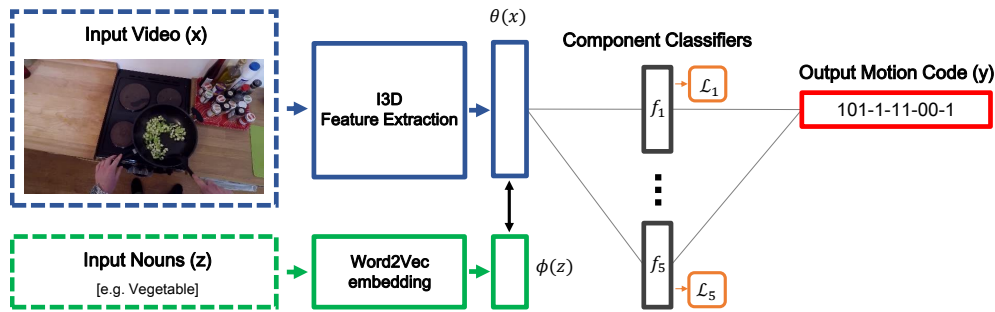 Input Video (x)
I3D
Feature Extraction
θ(x)
Component Classifiers
f₁
ℒ₁
Output Motion Code (y)
101-1-11-00-1
Input Nouns (z)
[e.g. Vegetable]
Word2Vec
embedding
ϕ(z)
f₅
ℒ₅